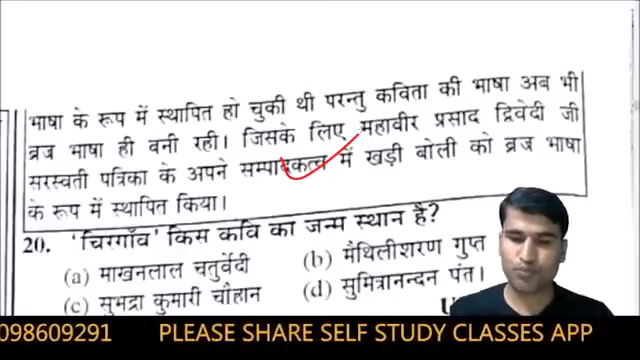 भाषा के रूप में स्थापित हो चुकी थी परन्तु कविता की भाषा अब भी
ब्रज भाषा ही बनी रही। जिसके लिए महावीर प्रसाद द्विवेदी जी
सरस्वती पत्रिका के अपने सम्पादकत्व में खड़ी बोली को ब्रज भाषा
के रूप में स्थापित किया।
20. 'चिरगाँव' किस कवि का जन्म स्थान है?
(a) माखनलाल चतुर्वेदी (b) मैथिलीशरण गुप्त
(c) सुभद्रा कुमारी चौहान (d) सुमित्रानन्दन पंत।
098609291 PLEASE SHARE SELF STUDY CLASSES APP